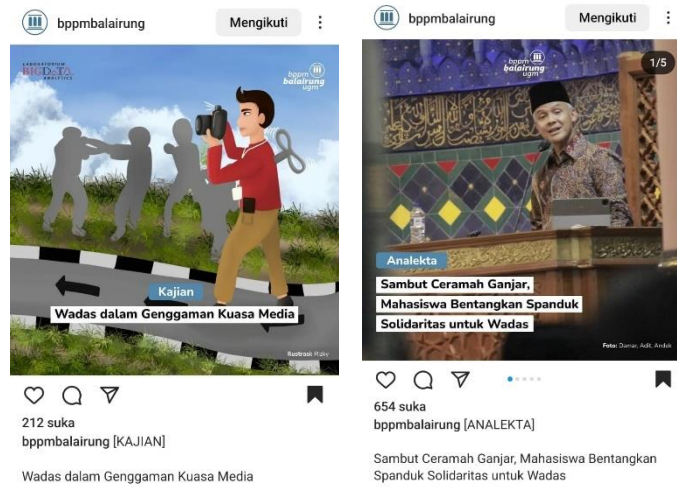 bppmbalairung
Mengikuti
LABORATORIUM
BIGDATA
ANALYTICS
bppm
balairung
ugm
Kajian
Wadas dalam Genggaman Kuasa Media
Ilustrasi: Rizky
212 suka
bppmbalairung [KAJIAN]
Wadas dalam Genggaman Kuasa Media
bppmbalairung
Mengikuti
1/5
bppm
balairung
ugm
Analekta
Sambut Ceramah Ganjar,
Mahasiswa Bentangkan Spanduk
Solidaritas untuk Wadas
Foto: Damar, Adit, Andok
654 suka
bppmbalairung [ANALEKTA]
Sambut Ceramah Ganjar, Mahasiswa Bentangkan
Spanduk Solidaritas untuk Wadas